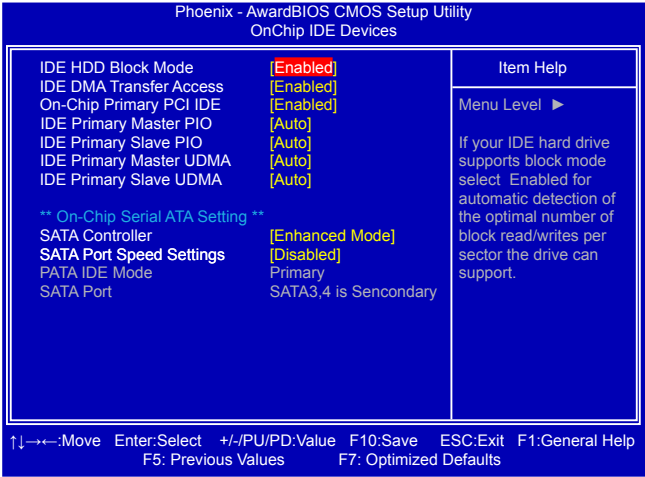 Phoenix - AwardBIOS CMOS Setup Utility
OnChip IDE Devices
IDE HDD Block Mode [Enabled]
IDE DMA Transfer Access [Enabled]
On-Chip Primary PCI IDE [Enabled]
IDE Primary Master PIO [Auto]
IDE Primary Slave PIO [Auto]
IDE Primary Master UDMA [Auto]
IDE Primary Slave UDMA [Auto]
** On-Chip Serial ATA Setting **
SATA Controller [Enhanced Mode]
SATA Port Speed Settings [Disabled]
PATA IDE Mode Primary
SATA Port SATA3,4 is Sencondary
Item Help
Menu Level ►
If your IDE hard drive
supports block mode
select Enabled for
automatic detection of
the optimal number of
block read/writes per
sector the drive can
support.
↑↓→←:Move Enter:Select +/-/PU/PD:Value F10:Save ESC:Exit F1:General Help
F5: Previous Values F7: Optimized Defaults